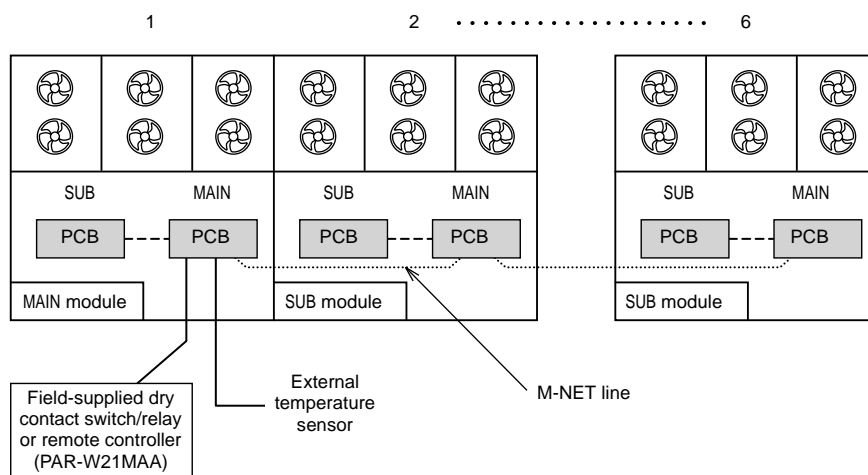 1 2 · · · · · · · · · · · · · · · · · · · · 6
SUB MAIN SUB MAIN SUB MAIN
PCB PCB PCB PCB PCB PCB
MAIN module SUB module SUB module
Field-supplied dry
contact switch/relay
or remote controller
(PAR-W21MAA)
External
temperature
sensor
M-NET line